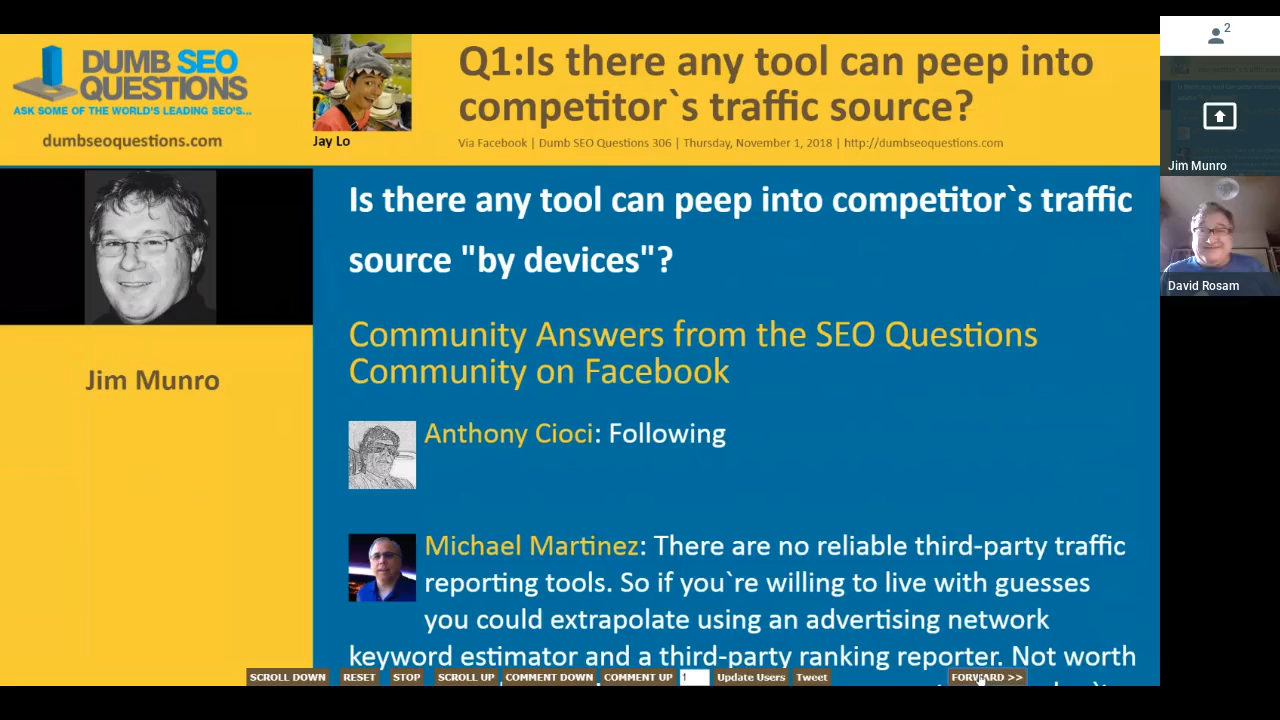 DUMB SEO
QUESTIONS
ASK SOME OF THE WORLD'S LEADING SEO'S...
dumbseoquestions.com
Jay Lo
Q1:Is there any tool can peep into
competitor`s traffic source?
Via Facebook | Dumb SEO Questions 306 | Thursday, November 1, 2018 | http://dumbseoquestions.com
2
Jim Munro
David Rosam
Jim Munro
Is there any tool can peep into competitor`s traffic
source "by devices"?
Community Answers from the SEO Questions
Community on Facebook
Anthony Cioci: Following
Michael Martinez: There are no reliable third-party traffic
reporting tools. So if you`re willing to live with guesses
you could extrapolate using an advertising network
keyword estimator and a third-party ranking reporter. Not worth
SCROLL DOWN RESET STOP SCROLL UP COMMENT DOWN COMMENT UP 1 Update Users Tweet FORWARD >>